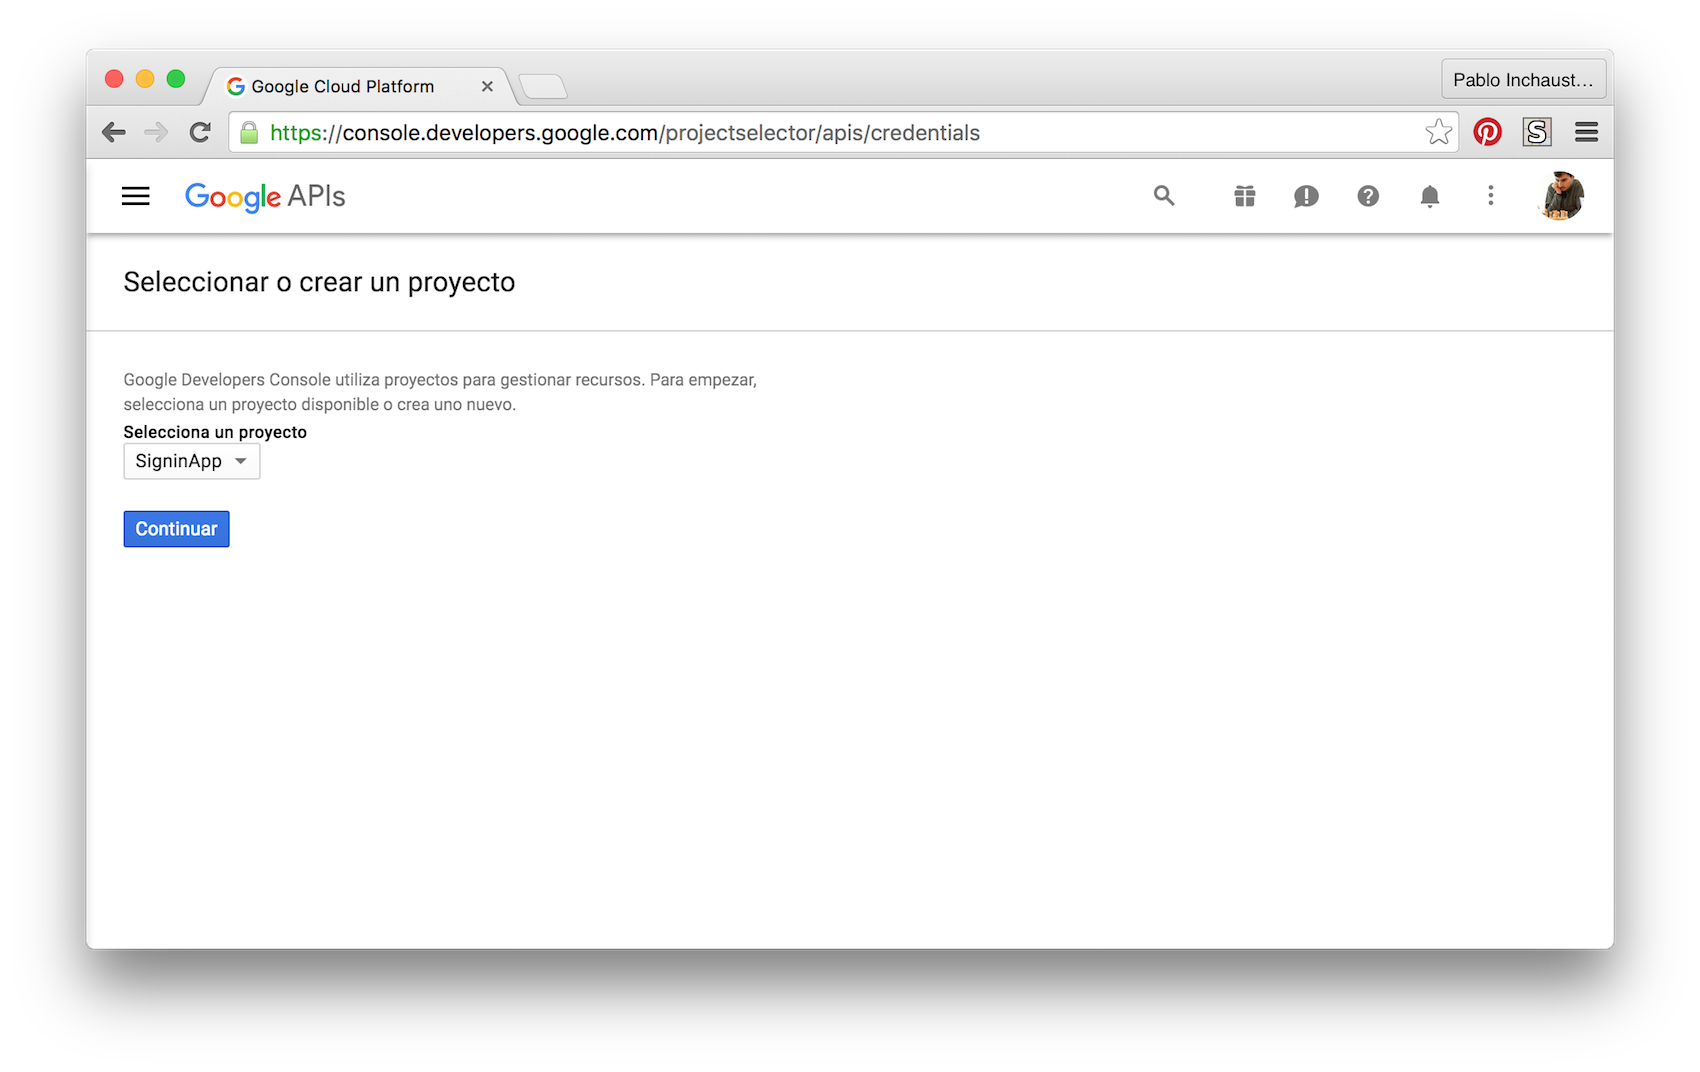 Google Cloud Platform
Pablo Inchaust...
https://console.developers.google.com/projectselector/apis/credentials
Google APIs
Seleccionar o crear un proyecto
Google Developers Console utiliza proyectos para gestionar recursos. Para empezar,
selecciona un proyecto disponible o crea uno nuevo.
Selecciona un proyecto
SigninApp
Continuar